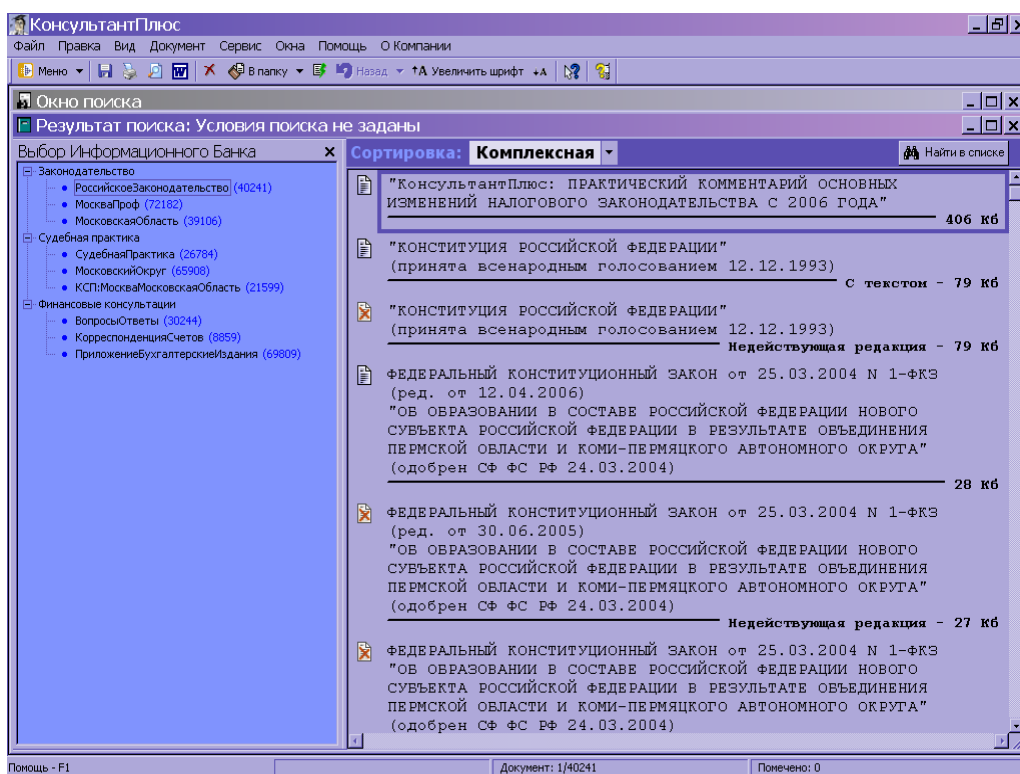 КонсультантПлюс
Файл Правка Вид Документ Сервис Окна Помощь О Компании
Меню В папку Назад Увеличить шрифт
Окно поиска
Результат поиска: Условия поиска не заданы
Выбор Информационного Банка
Законодательство
РоссийскоеЗаконодательство (40241)
МоскваПроф (72182)
МосковскаяОбласть (39106)
Судебная практика
СудебнаяПрактика (26784)
МосковскийОкруг (65908)
КСП:МоскваМосковскаяОбласть (21599)
Финансовые консультации
ВопросыОтветы (30244)
КорреспонденцияСчетов (8859)
ПриложениеБухгалтерскиеИздания (69809)
Сортировка: Комплексная Найти в списке
"КонсультантПлюс: ПРАКТИЧЕСКИЙ КОММЕНТАРИЙ ОСНОВНЫХ
ИЗМЕНЕНИЙ НАЛОГОВОГО ЗАКОНОДАТЕЛЬСТВА С 2006 ГОДА"
406 Кб
"КОНСТИТУЦИЯ РОССИЙСКОЙ ФЕДЕРАЦИИ"
(принята всенародным голосованием 12.12.1993)
С текстом - 79 Кб
"КОНСТИТУЦИЯ РОССИЙСКОЙ ФЕДЕРАЦИИ"
(принята всенародным голосованием 12.12.1993)
Недействующая редакция - 79 Кб
ФЕДЕРАЛЬНЫЙ КОНСТИТУЦИОННЫЙ ЗАКОН от 25.03.2004 N 1-ФКЗ
(ред. от 12.04.2006)
"ОБ ОБРАЗОВАНИИ В СОСТАВЕ РОССИЙСКОЙ ФЕДЕРАЦИИ НОВОГО
СУБЪЕКТА РОССИЙСКОЙ ФЕДЕРАЦИИ В РЕЗУЛЬТАТЕ ОБЪЕДИНЕНИЯ
ПЕРМСКОЙ ОБЛАСТИ И КОМИ-ПЕРМЯЦКОГО АВТОНОМНОГО ОКРУГА"
(одобрен СФ ФС РФ 24.03.2004)
28 Кб
ФЕДЕРАЛЬНЫЙ КОНСТИТУЦИОННЫЙ ЗАКОН от 25.03.2004 N 1-ФКЗ
(ред. от 30.06.2005)
"ОБ ОБРАЗОВАНИИ В СОСТАВЕ РОССИЙСКОЙ ФЕДЕРАЦИИ НОВОГО
СУБЪЕКТА РОССИЙСКОЙ ФЕДЕРАЦИИ В РЕЗУЛЬТАТЕ ОБЪЕДИНЕНИЯ
ПЕРМСКОЙ ОБЛАСТИ И КОМИ-ПЕРМЯЦКОГО АВТОНОМНОГО ОКРУГА"
(одобрен СФ ФС РФ 24.03.2004)
Недействующая редакция - 27 Кб
ФЕДЕРАЛЬНЫЙ КОНСТИТУЦИОННЫЙ ЗАКОН от 25.03.2004 N 1-ФКЗ
"ОБ ОБРАЗОВАНИИ В СОСТАВЕ РОССИЙСКОЙ ФЕДЕРАЦИИ НОВОГО
СУБЪЕКТА РОССИЙСКОЙ ФЕДЕРАЦИИ В РЕЗУЛЬТАТЕ ОБЪЕДИНЕНИЯ
ПЕРМСКОЙ ОБЛАСТИ И КОМИ-ПЕРМЯЦКОГО АВТОНОМНОГО ОКРУГА"
(одобрен СФ ФС РФ 24.03.2004)
Помощь - F1 Документ: 1/40241 Помечено: 0